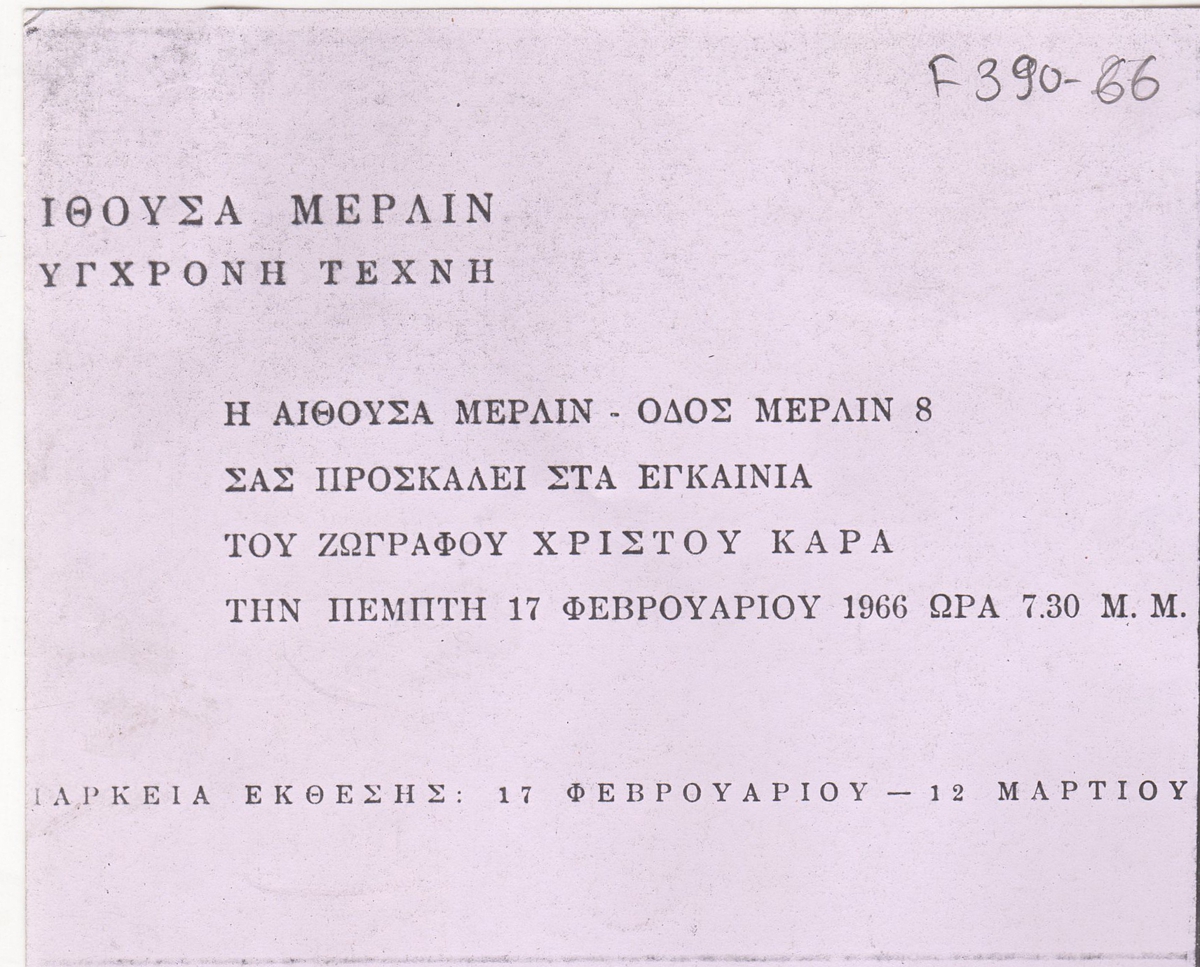 F 390-66
ΙΘΟΥΣΑ ΜΕΡΛΙΝ
ΥΓΧΡΟΝΗ ΤΕΧΝΗ
Η ΑΙΘΟΥΣΑ ΜΕΡΛΙΝ - ΟΔΟΣ ΜΕΡΛΙΝ 8
ΣΑΣ ΠΡΟΣΚΑΛΕΙ ΣΤΑ ΕΓΚΑΙΝΙΑ
ΤΟΥ ΖΩΓΡΑΦΟΥ ΧΡΙΣΤΟΥ ΚΑΡΑ
ΤΗΝ ΠΕΜΠΤΗ 17 ΦΕΒΡΟΥΑΡΙΟΥ 1966 ΩΡΑ 7.30 Μ. Μ.
ΙΑΡΚΕΙΑ ΕΚΘΕΣΗΣ: 17 ΦΕΒΡΟΥΑΡΙΟΥ — 12 ΜΑΡΤΙΟΥ